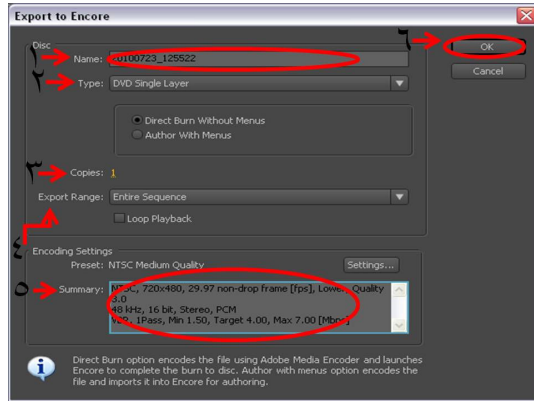 Export to Encore
Disc
١ Name: 20100723_125522
٢ Type: DVD Single Layer
Direct Burn Without Menus
Author With Menus
٣ Copies: 1
٤ Export Range: Entire Sequence
Loop Playback
٦ OK
Cancel
Encoding Settings
Preset: NTSC Medium Quality
Settings...
٥ Summary: NTSC, 720x480, 29.97 non-drop frame [fps], Lower, Quality
3.0
48 kHz, 16 bit, Stereo, PCM
VBR, 1Pass, Min 1.50, Target 4.00, Max 7.00 [Mbps]
Direct Burn option encodes the file using Adobe Media Encoder and launches
Encore to complete the burn to disc. Author with menus option encodes the
file and imports it into Encore for authoring.